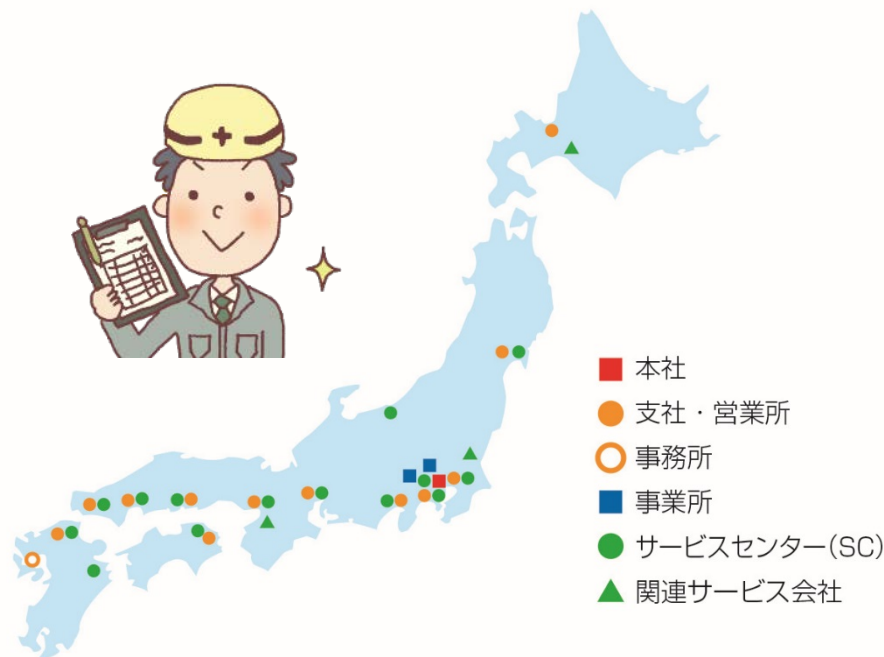 本社
支社・営業所
事務所
事業所
サービスセンター(SC)
関連サービス会社